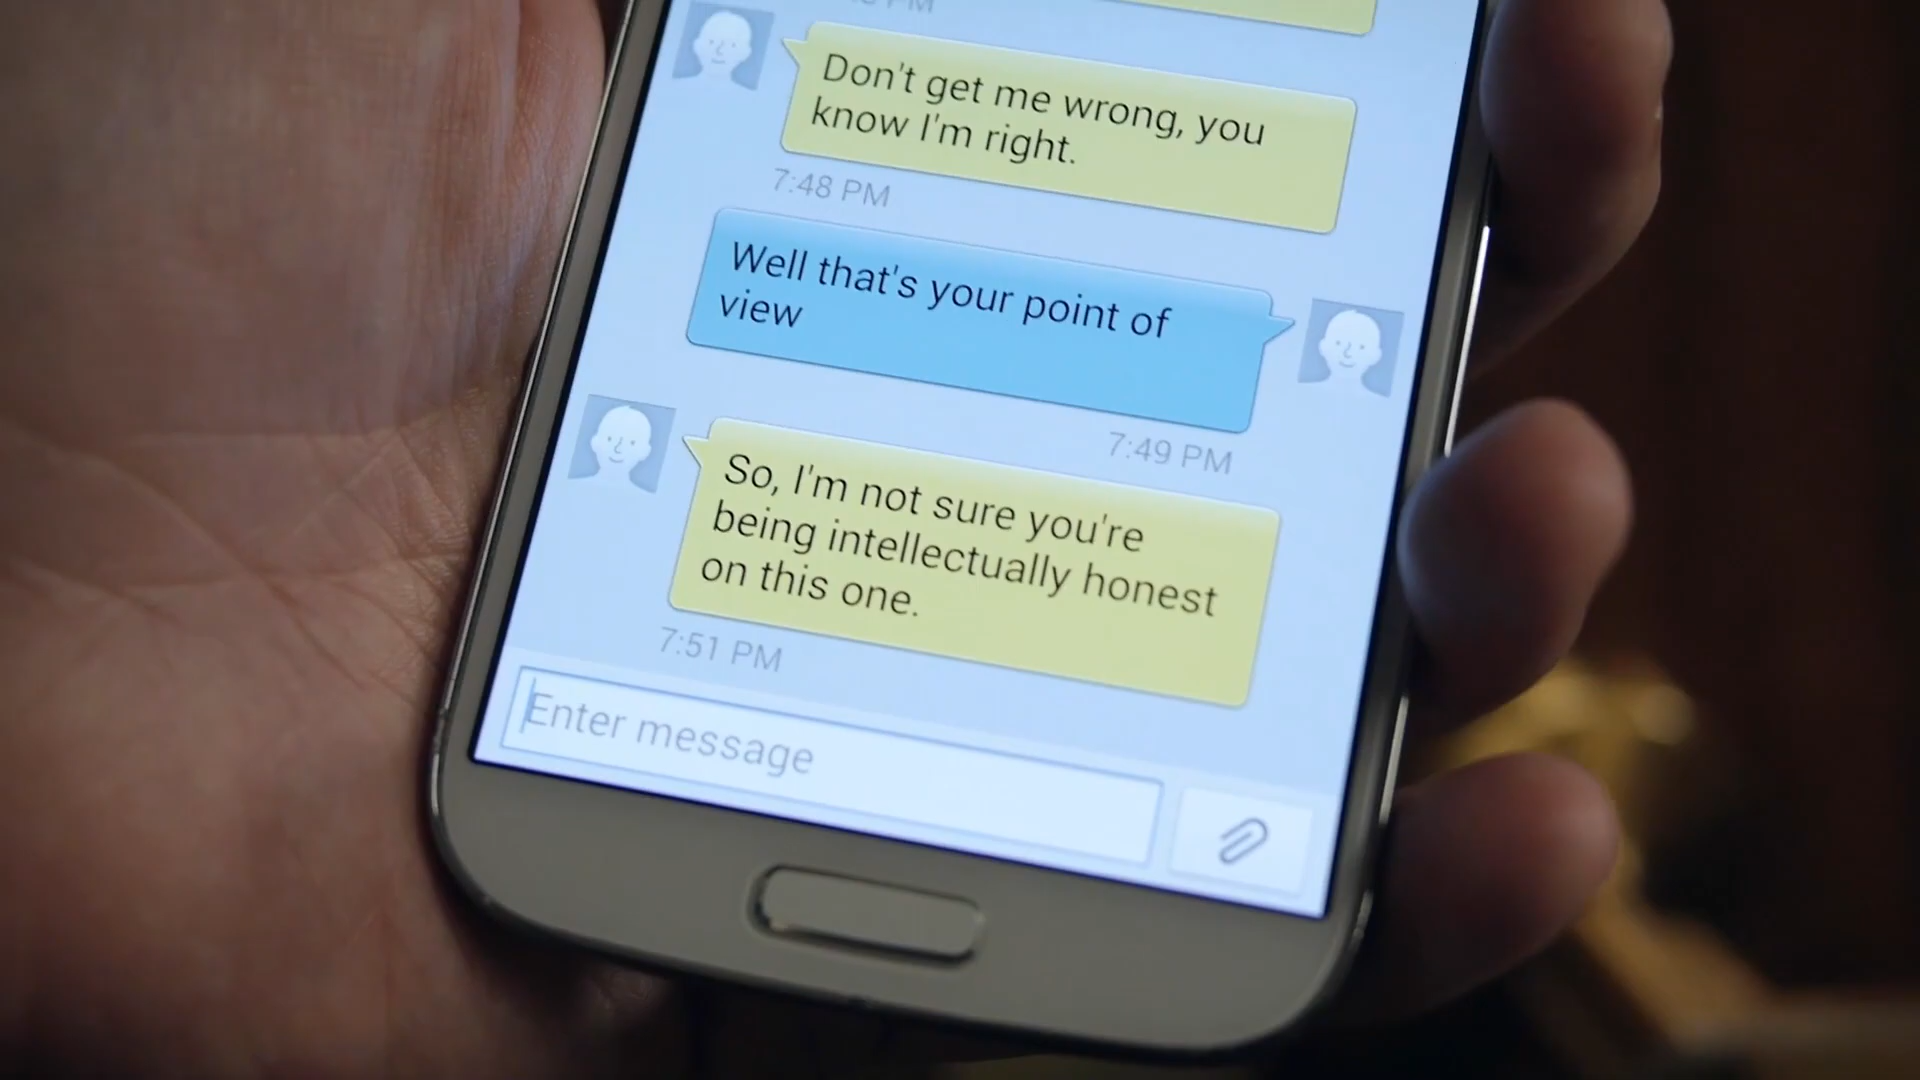 Don't get me wrong, you
know I'm right.
7:48 PM
Well that's your point of
view
7:49 PM
So, I'm not sure you're
being intellectually honest
on this one.
7:51 PM
Enter message